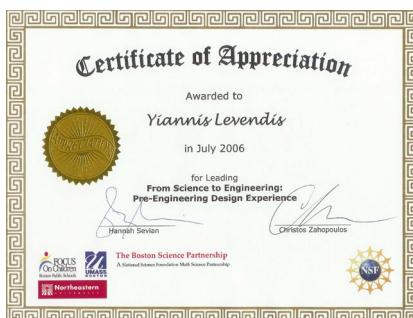 Certificate of Appreciation
Awarded to
Yiannis Levendis
in July 2006
for Leading
From Science to Engineering:
Pre-Engineering Design Experience
Hannah Sevian
Christos Zahopoulos
FOCUS
On Children
Boston Public Schools
UMASS
BOSTON
The Boston Science Partnership
A National Science Foundation Math Science Partnership
NSF
Northeastern
UNIVERSITY